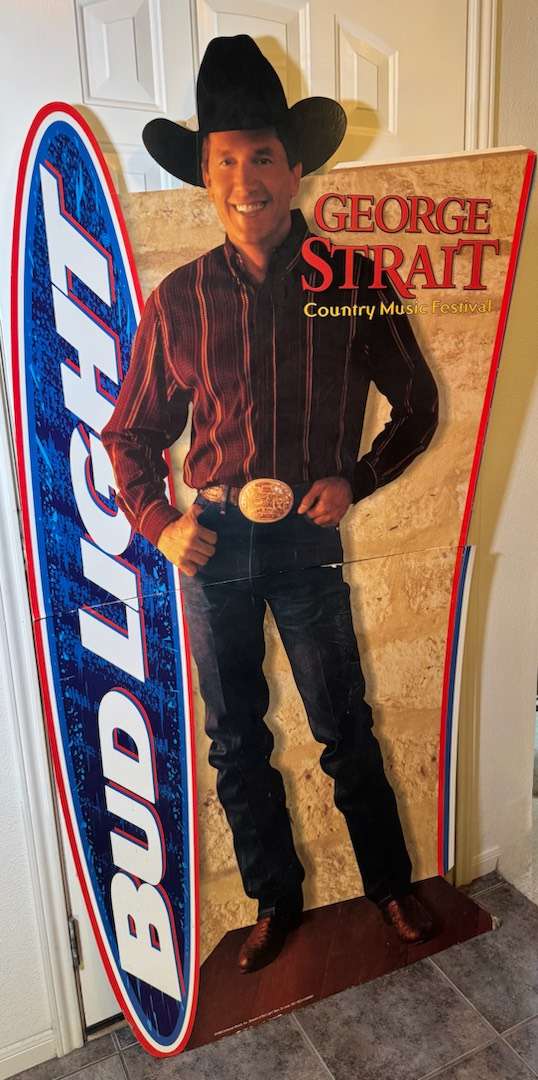 GEORGE
STRAIT
Country Music Festival
BUD LIGHT